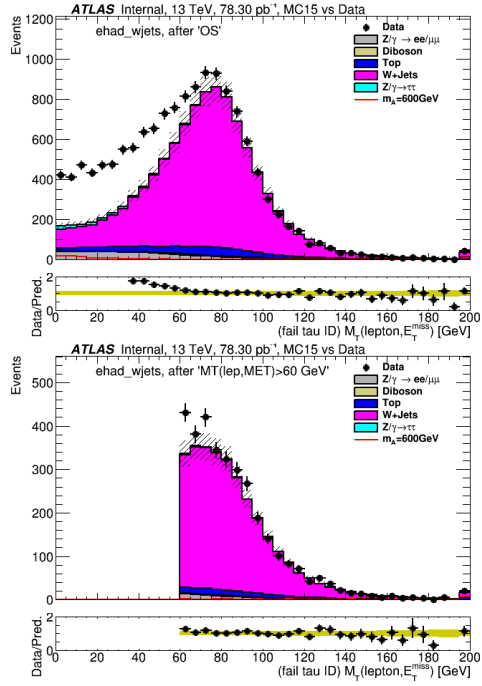 ATLAS Internal, 13 TeV, 78.30 pb⁻¹, MC15 vs Data
Events
ehad_wjets, after 'OS'
Data
Z/γ → ee/μμ
Diboson
Top
W+Jets
Z/γ→ττ
m_A=600GeV
1200
1000
800
600
400
200
0
Data/Pred.
2
1
0
0 20 40 60 80 100 120 140 160 180 200
(fail tau ID) M_T(lepton,E_T^miss) [GeV]
ATLAS Internal, 13 TeV, 78.30 pb⁻¹, MC15 vs Data
Events
ehad_wjets, after 'MT(lep,MET)>60 GeV'
Data
Z/γ → ee/μμ
Diboson
Top
W+Jets
Z/γ→ττ
m_A=600GeV
500
400
300
200
100
0
Data/Pred.
2
1
0
0 20 40 60 80 100 120 140 160 180 200
(fail tau ID) M_T(lepton,E_T^miss) [GeV]